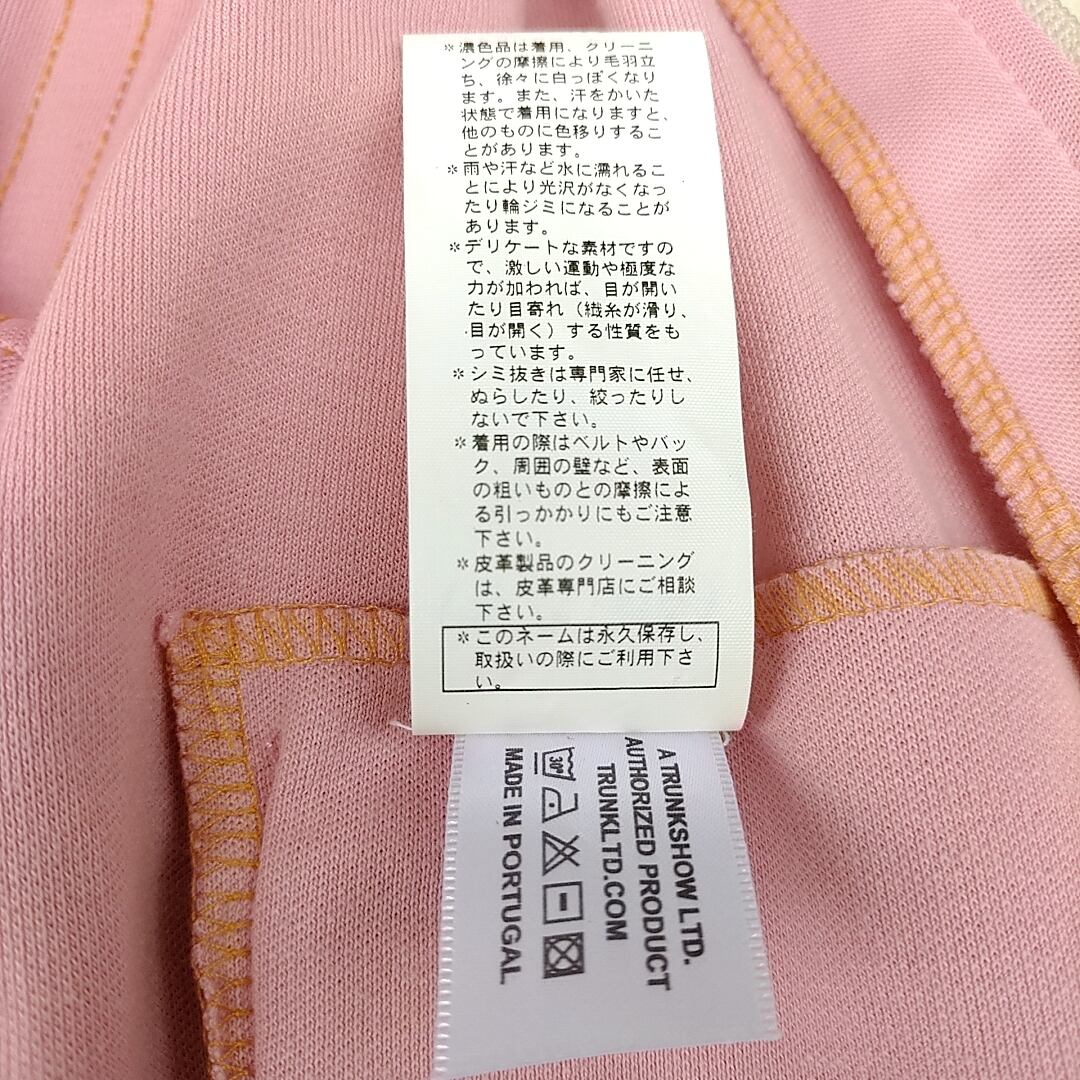 ※濃色品は着用、クリーニ
ングの摩擦により毛羽立
ち、徐々に白っぽくなり
ます。また、汗をかいた
状態で着用になりますと、
他のものに色移りするこ
とがあります。
※雨や汗など水に濡れるこ
とにより光沢がなくなっ
たり輪ジミになることが
あります。
※デリケートな素材ですの
で、激しい運動や極度な
力が加われば、目が開い
たり目寄れ（織糸が滑り、
目が開く）する性質をも
っています。
※シミ抜きは専門家に任せ、
ぬらしたり、絞ったりし
ないで下さい。
※着用の際はベルトやバッ
ク、周囲の壁など、表面
の粗いものとの摩擦によ
る引っかかりにもご注意
下さい。
※皮革製品のクリーニング
は、皮革専門店にご相談
下さい。
※このネームは永久保存し、
取扱いの際にご利用下さ
い。
A TRUNKSHOW LTD.
AUTHORIZED PRODUCT
TRUNKLTD.COM
30°
MADE IN PORTUGAL